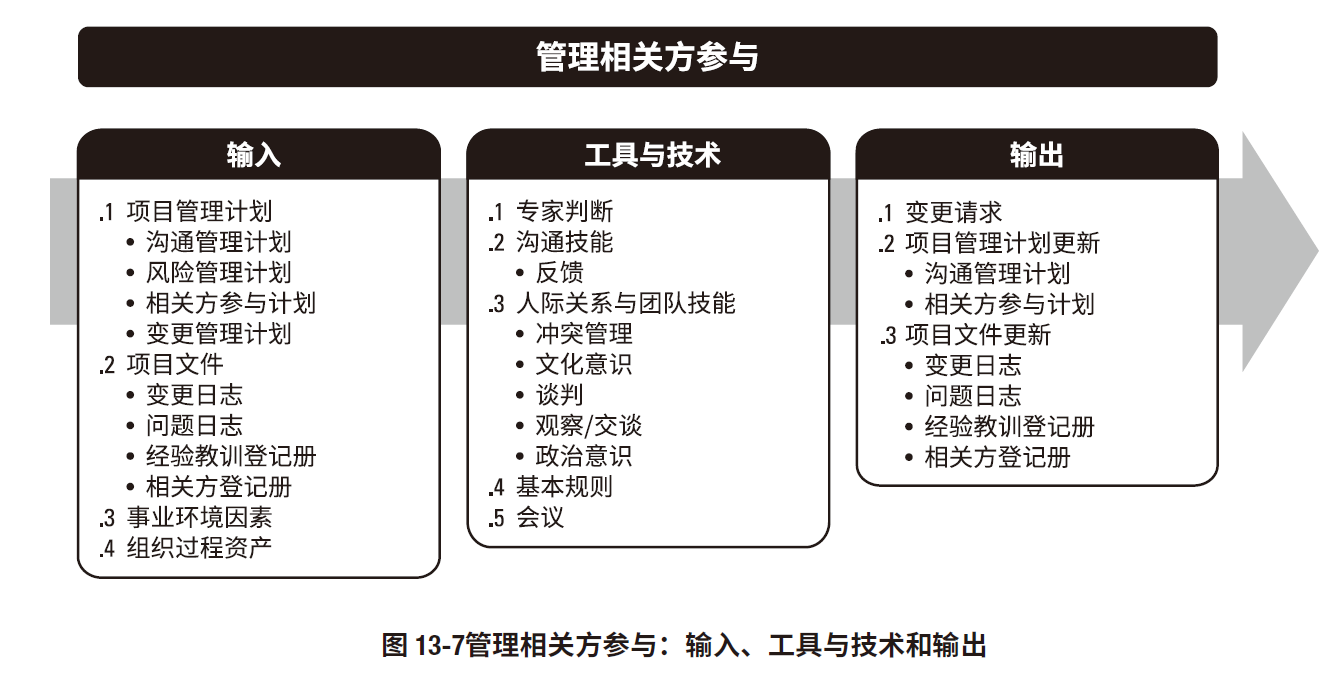 管理相关方参与
输入
.1 项目管理计划
• 沟通管理计划
• 风险管理计划
• 相关方参与计划
• 变更管理计划
.2 项目文件
• 变更日志
• 问题日志
• 经验教训登记册
• 相关方登记册
.3 事业环境因素
.4 组织过程资产
工具与技术
.1 专家判断
.2 沟通技能
• 反馈
.3 人际关系与团队技能
• 冲突管理
• 文化意识
• 谈判
• 观察/交谈
• 政治意识
.4 基本规则
.5 会议
输出
.1 变更请求
.2 项目管理计划更新
• 沟通管理计划
• 相关方参与计划
.3 项目文件更新
• 变更日志
• 问题日志
• 经验教训登记册
• 相关方登记册
图 13-7管理相关方参与：输入、工具与技术和输出